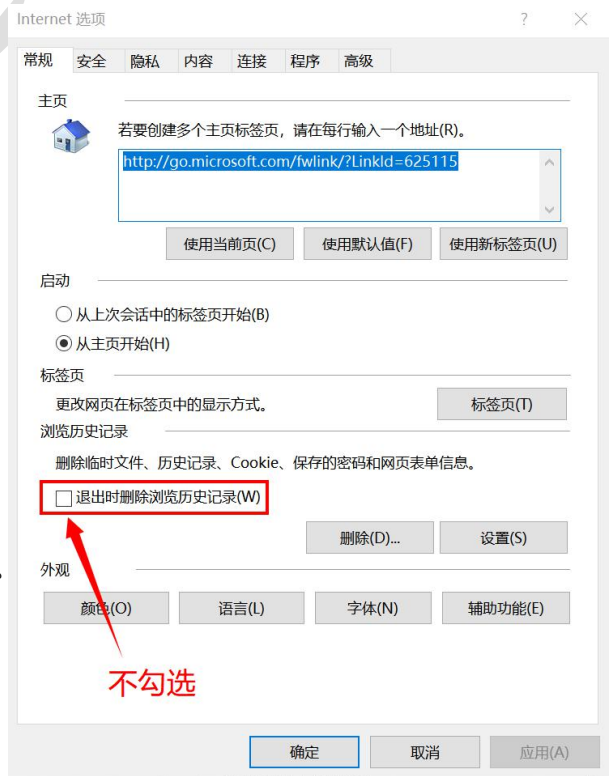 Internet 选项
?
常规 安全 隐私 内容 连接 程序 高级
主页
若要创建多个主页标签页，请在每行输入一个地址(R)。
http://go.microsoft.com/fwlink/?LinkId=625115
使用当前页(C) 使用默认值(F) 使用新标签页(U)
启动
从上次会话中的标签页开始(B)
从主页开始(H)
标签页
更改网页在标签页中的显示方式。 标签页(T)
浏览历史记录
删除临时文件、历史记录、Cookie、保存的密码和网页表单信息。
退出时删除浏览历史记录(W)
删除(D)... 设置(S)
外观
颜色(O) 语言(L) 字体(N) 辅助功能(E)
不勾选
确定 取消 应用(A)